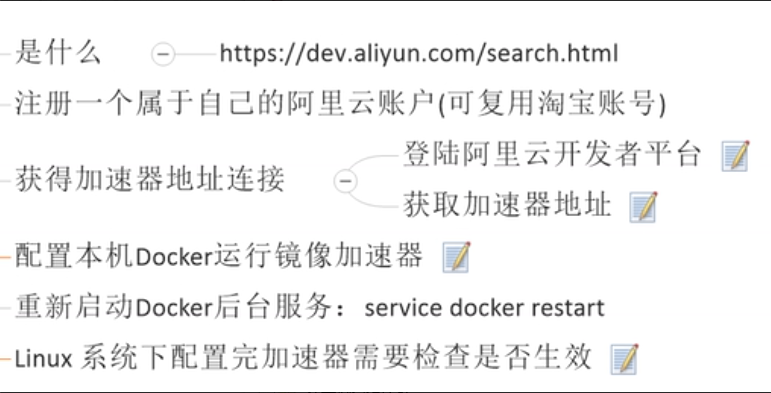 是什么 https://dev.aliyun.com/search.html
注册一个属于自己的阿里云账户(可复用淘宝账号)
获得加速器地址连接
登陆阿里云开发者平台
获取加速器地址
配置本机Docker运行镜像加速器
重新启动Docker后台服务：service docker restart
Linux 系统下配置完加速器需要检查是否生效